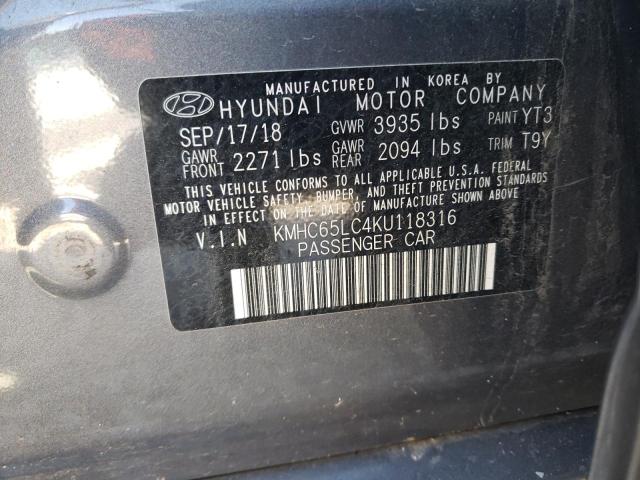 MANUFACTURED IN KOREA BY
HYUNDAI MOTOR COMPANY
SEP/17/18 GVWR 3935 lbs PAINT YT3
GAWR FRONT 2271 lbs GAWR REAR 2094 lbs TRIM T9Y
THIS VEHICLE CONFORMS TO ALL APPLICABLE U.S.A. FEDERAL
MOTOR VEHICLE SAFETY, BUMPER, AND THEFT PREVENTION STANDARDS
IN EFFECT ON THE DATE OF MANUFACTURE SHOWN ABOVE.
V.I.N KMHC65LC4KU118316
PASSENGER CAR